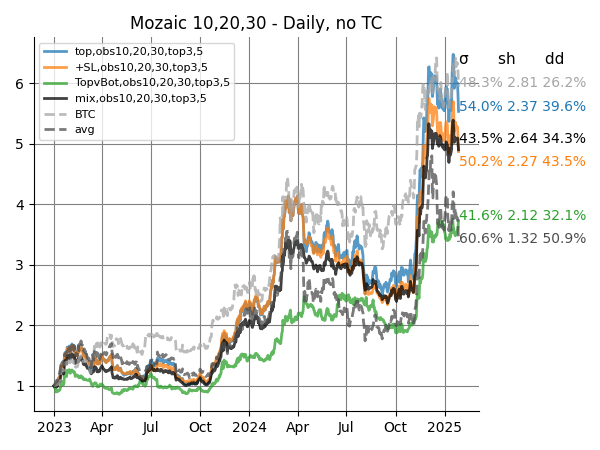 Mozaic 10,20,30 - Daily, no TC
top,obs10,20,30,top3,5
+SL,obs10,20,30,top3,5
TopvBot,obs10,20,30,top3,5
mix,obs10,20,30,top3,5
BTC
avg
σ sh dd
48.3% 2.81 26.2%
54.0% 2.37 39.6%
43.5% 2.64 34.3%
50.2% 2.27 43.5%
41.6% 2.12 32.1%
60.6% 1.32 50.9%
6
5
4
3
2
1
2023 Apr Jul Oct 2024 Apr Jul Oct 2025